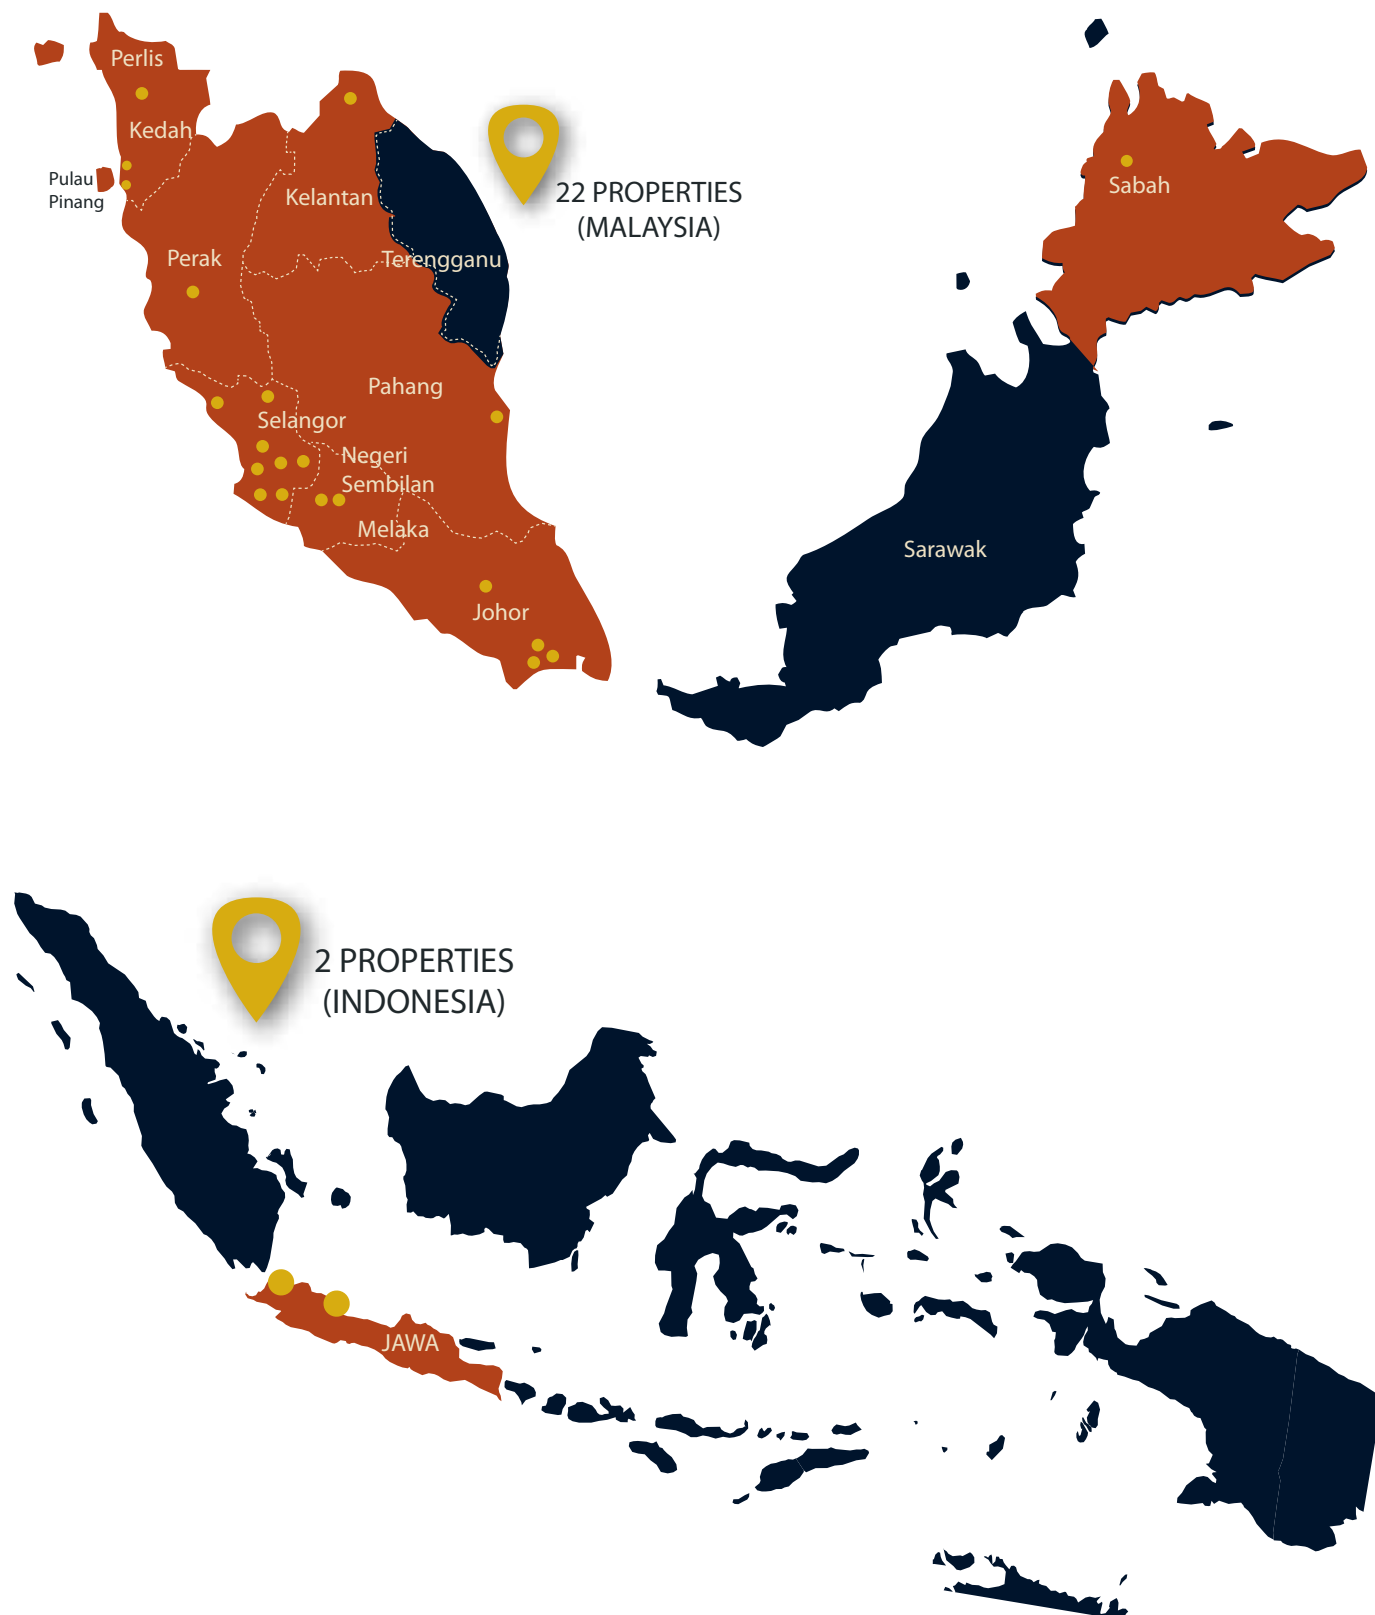 Perlis
Kedah
Pulau
Pinang
Kelantan
22 PROPERTIES
(MALAYSIA)
Sabah
Perak
Terengganu
Pahang
Selangor
Negeri
Sembilan
Melaka
Sarawak
Johor
2 PROPERTIES
(INDONESIA)
JAWA